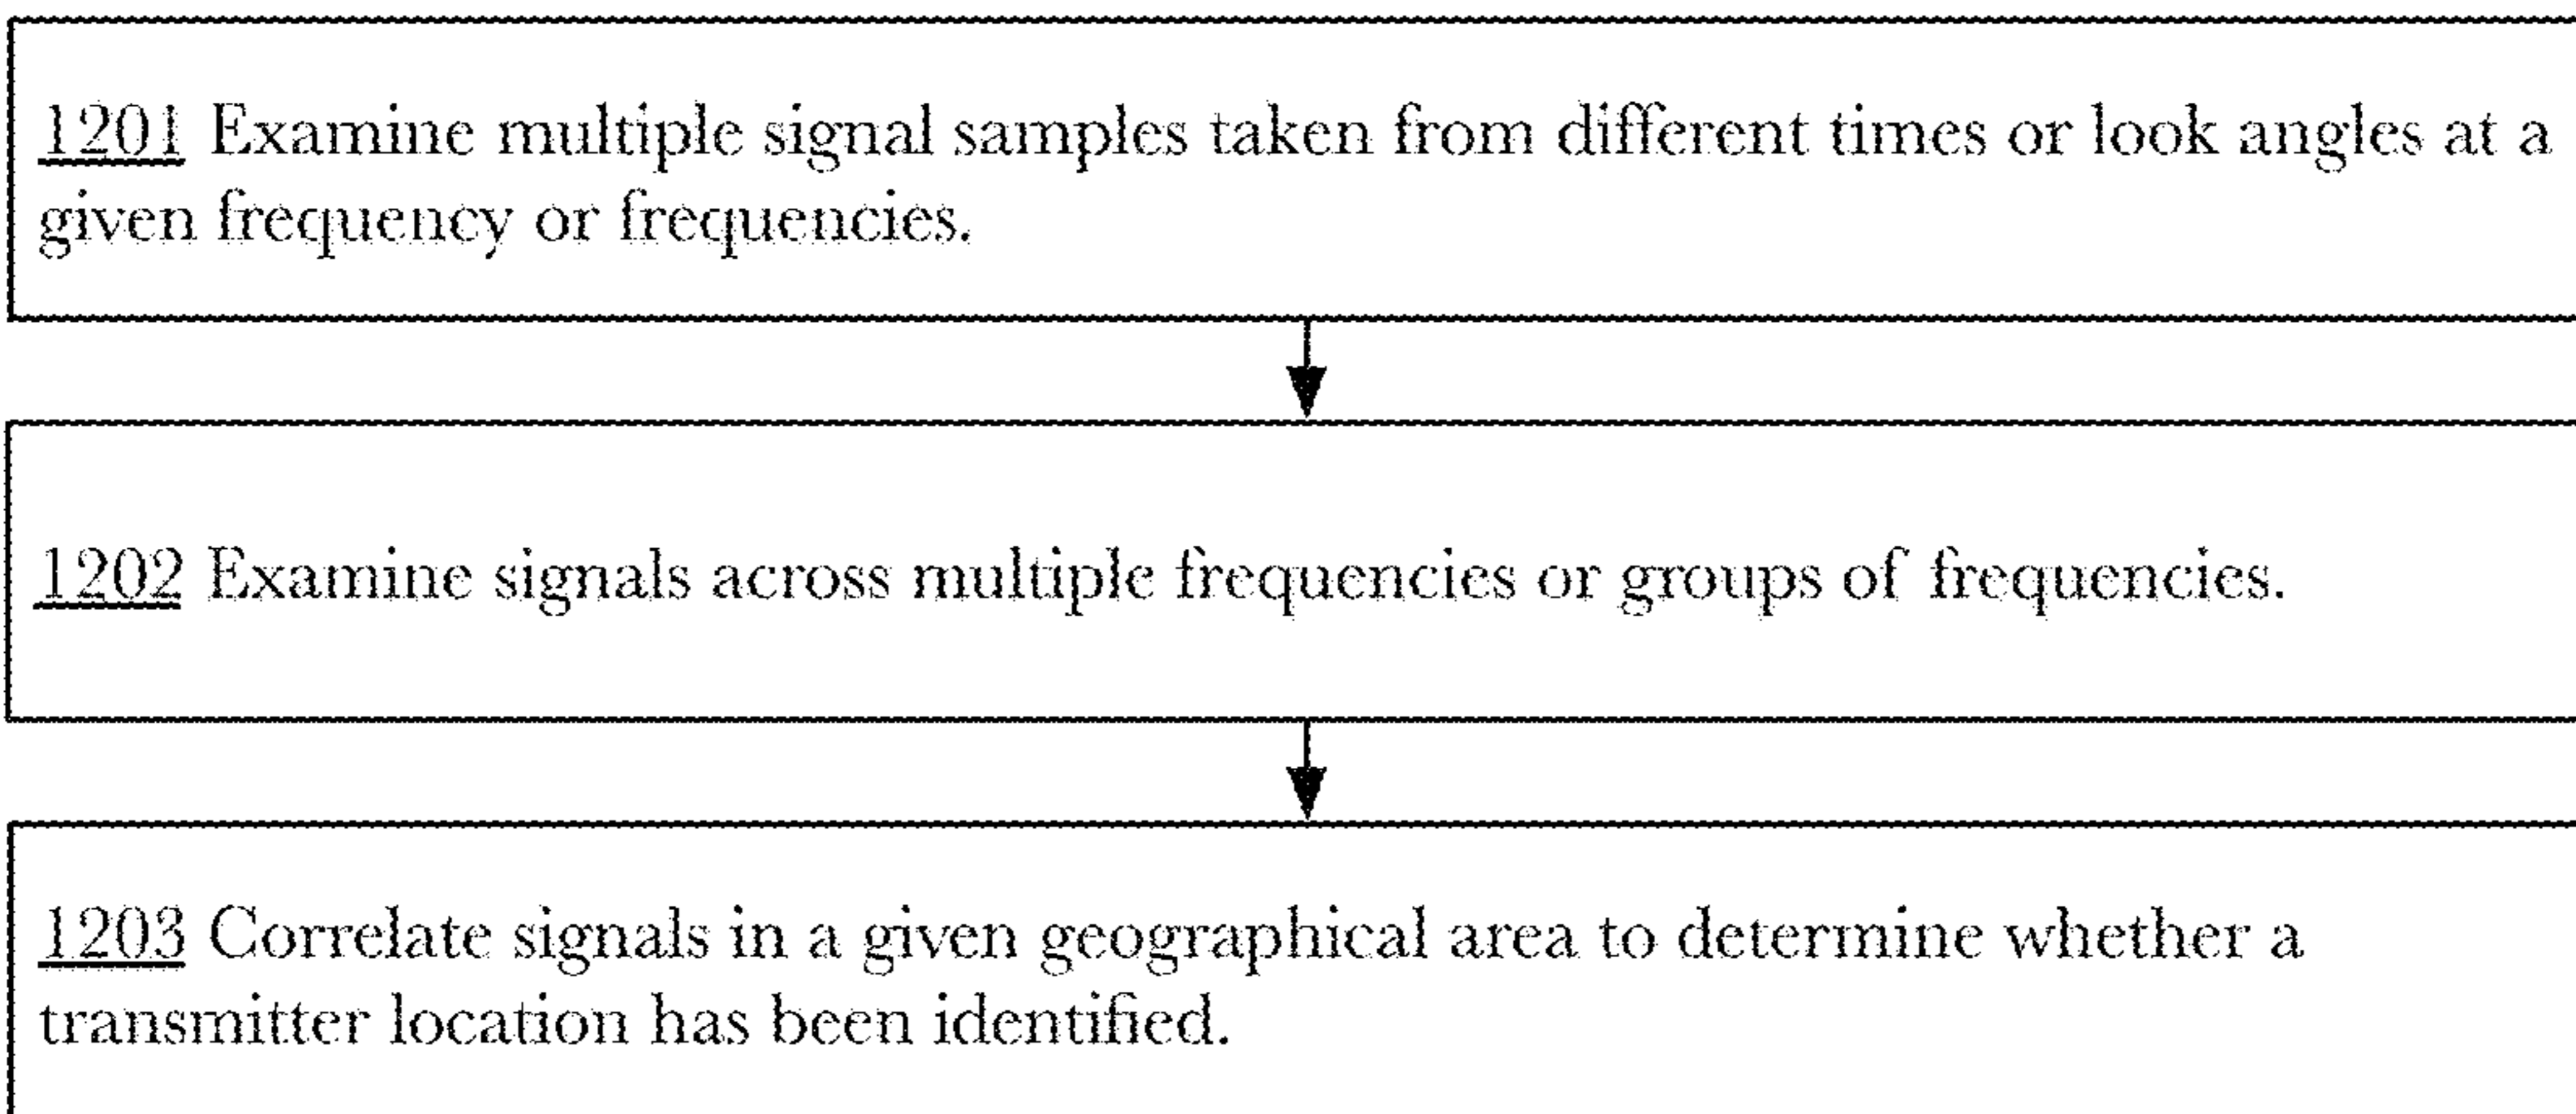 1201 Examine multiple signal samples taken from different times or look angles at a
given frequency or frequencies.
1202 Examine signals across multiple frequencies or groups of frequencies.
1203 Correlate signals in a given geographical area to determine whether a
transmitter location has been identified.